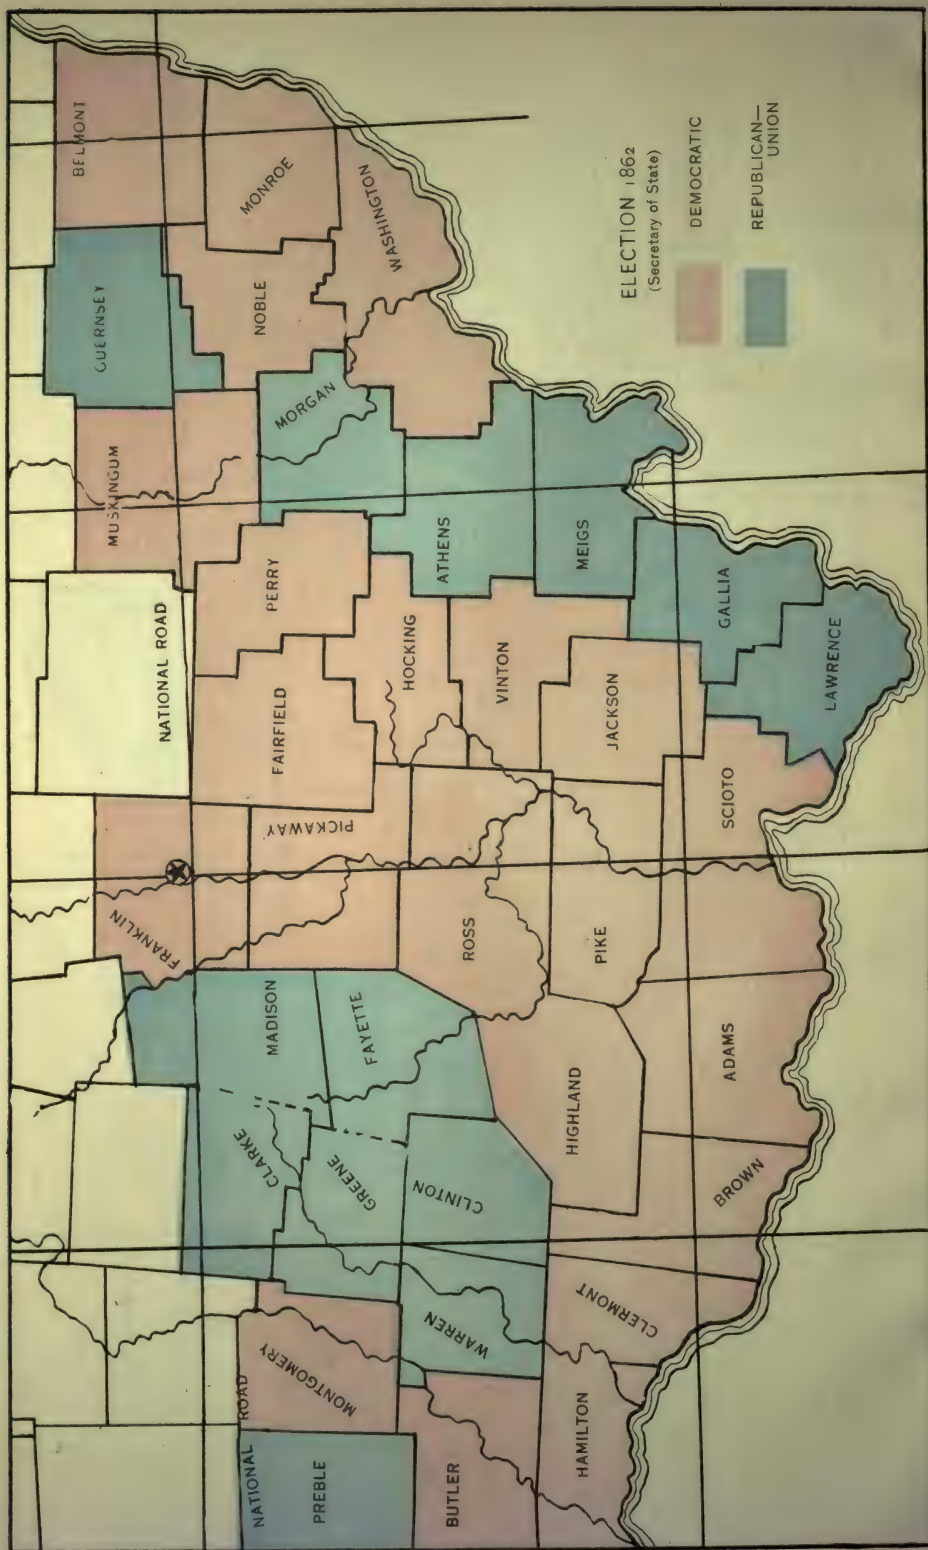 ELECTION 1862
(Secretary of State)
DEMOCRATIC
REPUBLICAN—
UNION
BELMONT
GUERNSEY
MUSKINGUM
MONROE
WASHINGTON
NOBLE
MORGAN
NATIONAL ROAD
PERRY
ATHENS
MEIGS
FAIRFIELD
HOCKING
VINTON
GALLIA
JACKSON
LAWRENCE
PICKAWAY
SCIOTO
FRANKLIN
ROSS
PIKE
MADISON
FAYETTE
ADAMS
HIGHLAND
CLARKE
GREENE
CLINTON
BROWN
WARREN
CLERMONT
MONTGOMERY
NATIONAL ROAD
PREBLE
BUTLER
HAMILTON